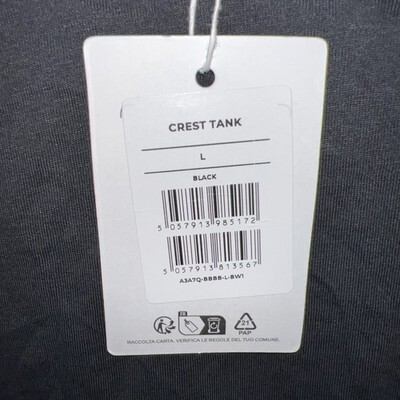 CREST TANK
L
BLACK
5 057913 985172
5 057913 813567
A3A7Q-BBBB-L-BW1
FR
21
PAP
RACCOLTA CARTA. VERIFICA LE REGOLE DEL TUO COMUNE.